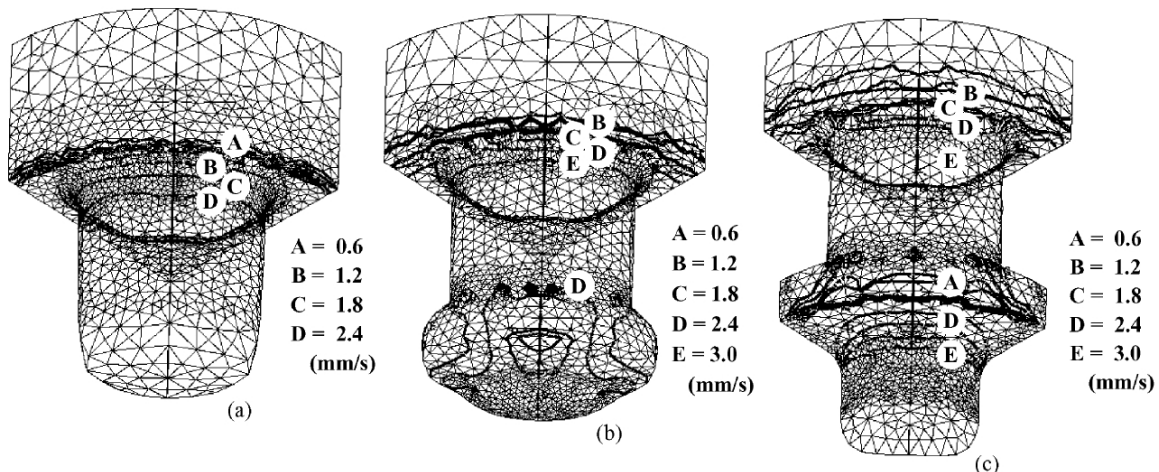 A
B
C
D
A = 0.6
B = 1.2
C = 1.8
D = 2.4
(mm/s)
(a)
B
C
D
E
D
A = 0.6
B = 1.2
C = 1.8
D = 2.4
E = 3.0
(mm/s)
(b)
B
C
D
E
A
D
E
A = 0.6
B = 1.2
C = 1.8
D = 2.4
E = 3.0
(mm/s)
(c)